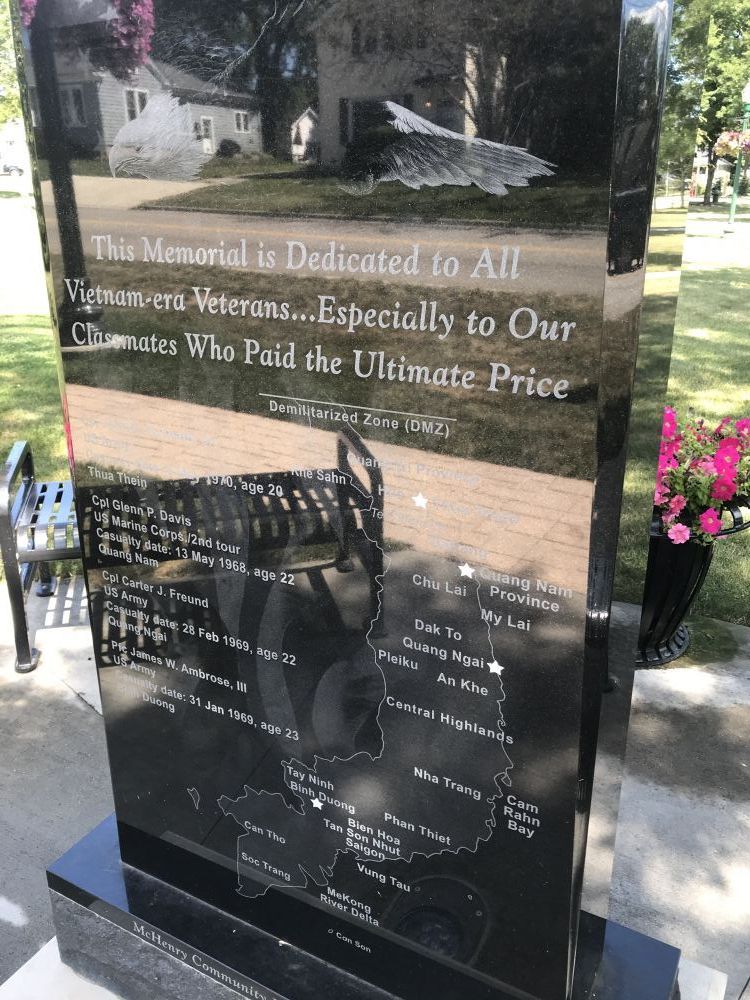 This Memorial is Dedicated to All
Vietnam-era Veterans...Especially to Our
Classmates Who Paid the Ultimate Price
Demilitarized Zone (DMZ)
1970, age 20
Thua Thein
Cpl Glenn P. Davis
US Marine Corps./2nd tour
Casualty date: 13 May 1968, age 22
Quang Nam
Cpl Carter J. Freund
US Army
Casualty date: 28 Feb 1969, age 22
Quang Ngai
Pfc James W. Ambrose, III
US Army
Casualty date: 31 Jan 1969, age 23
Binh Duong
Khe Sahn
Chu Lai
Quang Nam
Province
My Lai
Dak To
Quang Ngai
Pleiku
An Khe
Central Highlands
Nha Trang
Cam
Rahn
Bay
Tay Ninh
Binh Duong
Phan Thiet
Bien Hoa
Tan Son Nhut
Saigon
Can Tho
Soc Trang
Vung Tau
MeKong
River Delta
Con Son
McHenry Community